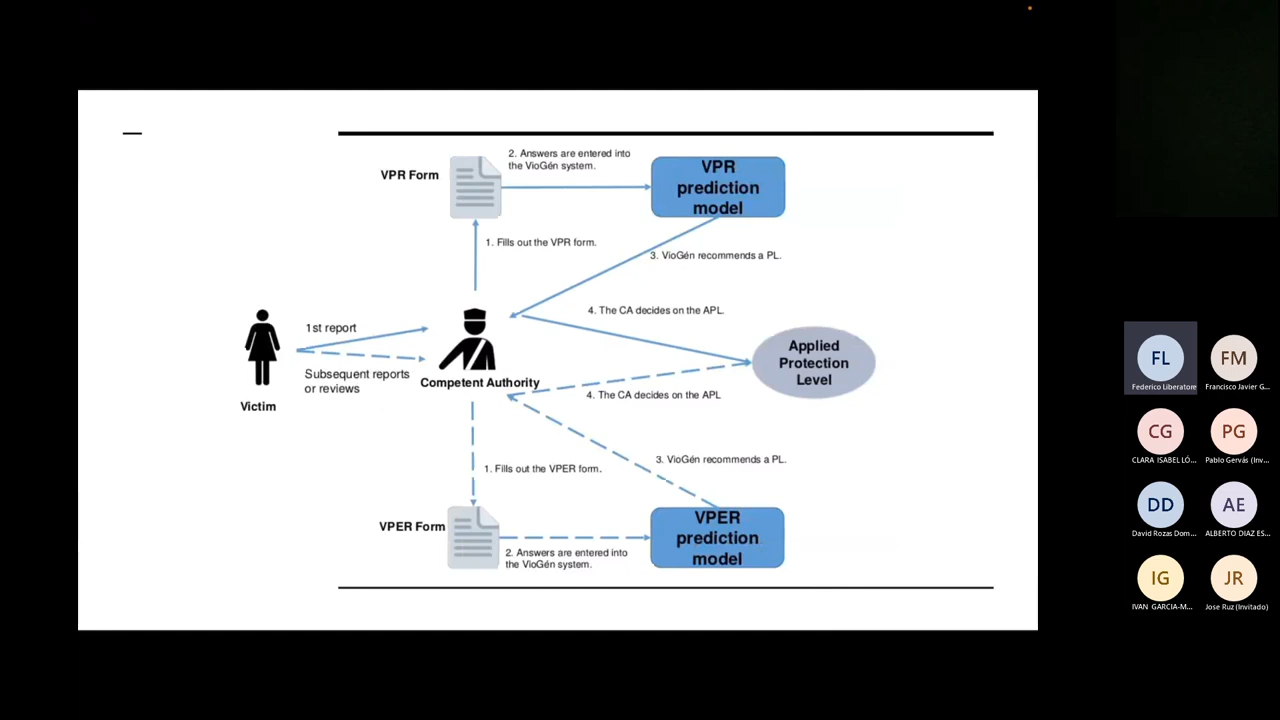 VPR Form
2. Answers are entered into
the VioGén system.
VPR
prediction
model
1. Fills out the VPR form.
3. VioGén recommends a PL.
4. The CA decides on the APL.
1st report
Subsequent reports
or reviews
Victim
Competent Authority
Applied
Protection
Level
4. The CA decides on the APL
3. VioGén recommends a PL.
1. Fills out the VPER form.
VPER Form
2. Answers are entered into
the VioGén system.
VPER
prediction
model
FL
Federico Liberatore
FM
Francisco Javier G...
CG
CLARA ISABEL LÓ...
PG
Pablo Gervás (Inv...
DD
David Rozas Dom...
AE
ALBERTO DIAZ ES...
IG
IVAN GARCIA-M...
JR
Jose Ruz (Invitado)